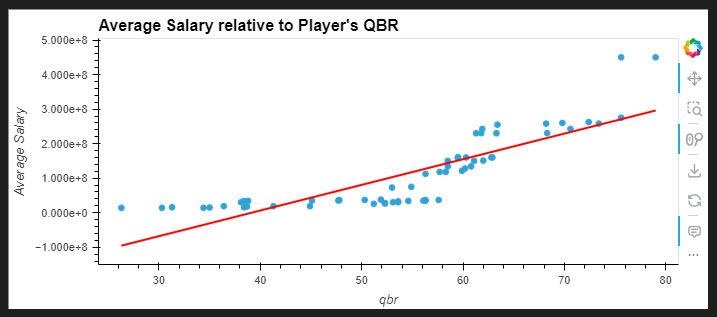 Average Salary relative to Player's QBR
5.000e+8
4.000e+8
3.000e+8
2.000e+8
1.000e+8
0.000e+0
−1.000e+8
Average Salary
30 40 50 60 70 80
qbr